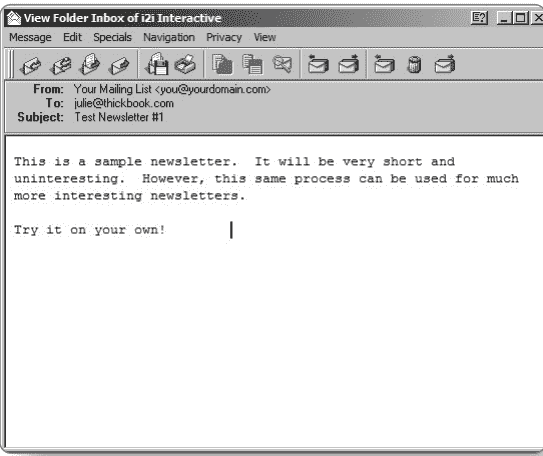 View Folder Inbox of i2i Interactive
Message Edit Specials Navigation Privacy View
From: Your Mailing List <you@yourdomain.com>
To: julie@thickbook.com
Subject: Test Newsletter #1
This is a sample newsletter. It will be very short and
uninteresting. However, this same process can be used for much
more interesting newsletters.
Try it on your own!